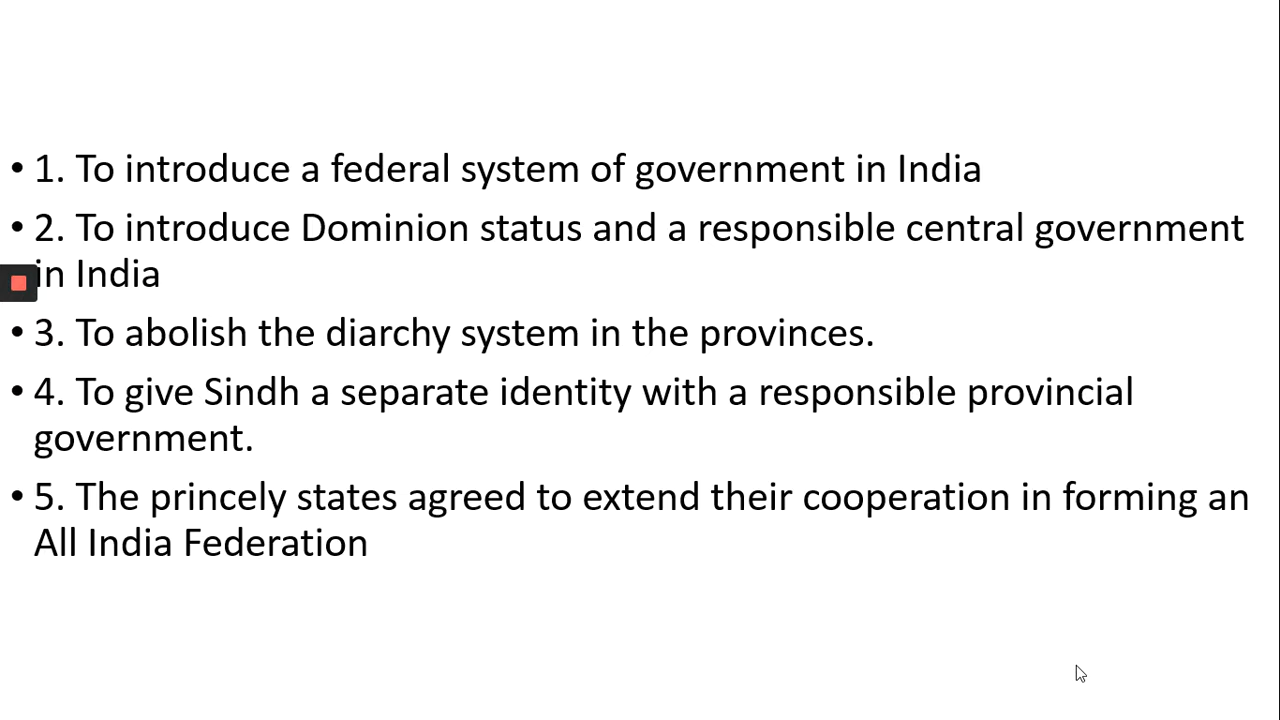 • 1. To introduce a federal system of government in India
• 2. To introduce Dominion status and a responsible central government
in India
• 3. To abolish the diarchy system in the provinces.
• 4. To give Sindh a separate identity with a responsible provincial
government.
• 5. The princely states agreed to extend their cooperation in forming an
All India Federation